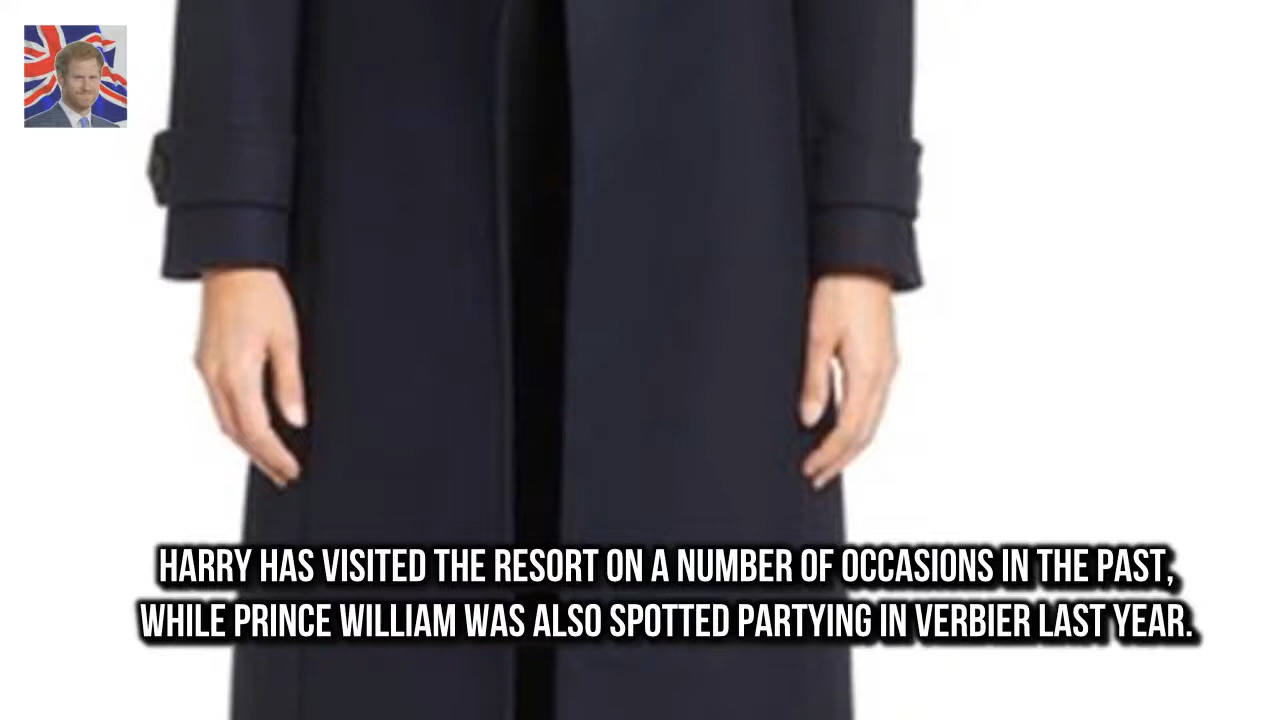 HARRY HAS VISITED THE RESORT ON A NUMBER OF OCCASIONS IN THE PAST,
WHILE PRINCE WILLIAM WAS ALSO SPOTTED PARTYING IN VERBIER LAST YEAR.